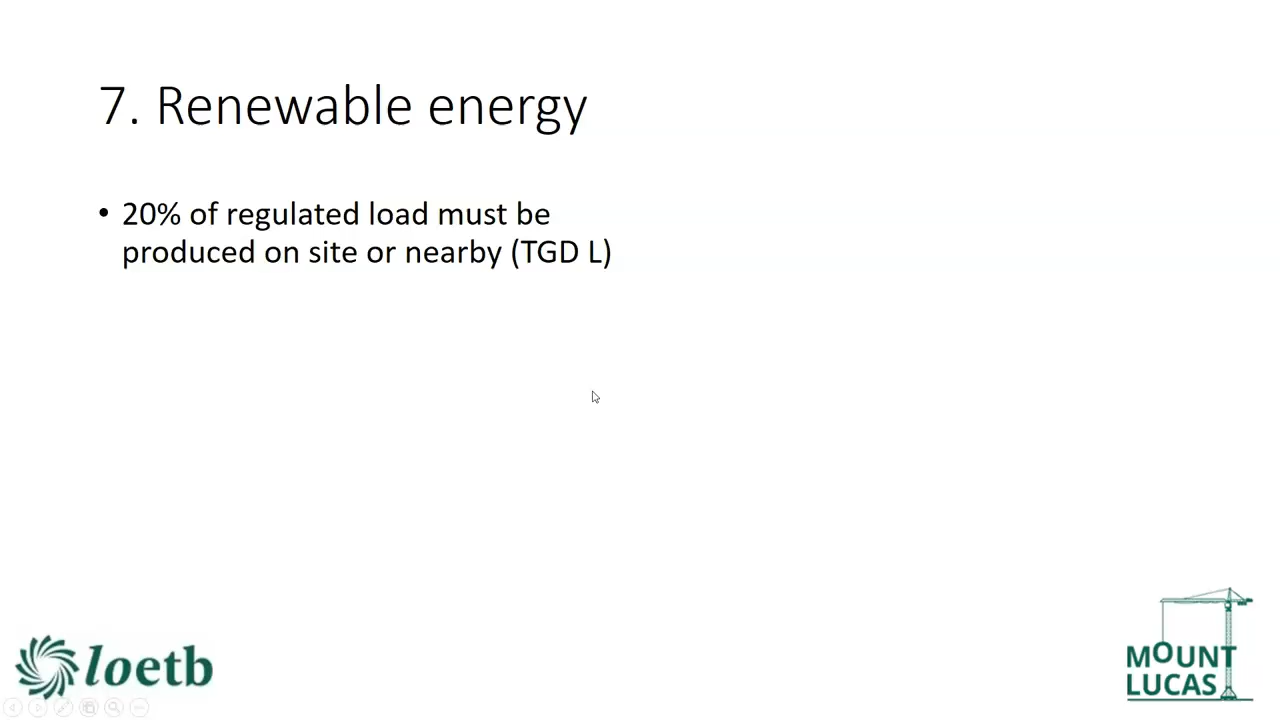 7. Renewable energy
• 20% of regulated load must be
produced on site or nearby (TGD L)
loetb
MOUNT
LUCAS